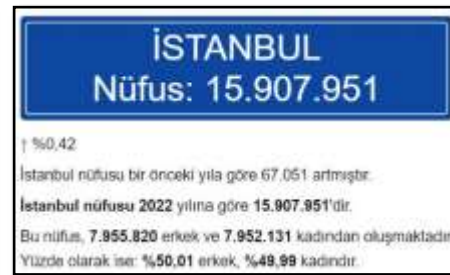 İSTANBUL
Nüfus: 15.907.951
↑ %0,42
İstanbul nüfusu bir önceki yıla göre 67.051 artmıştır.
İstanbul nüfusu 2022 yılına göre 15.907.951'dir.
Bu nüfus, 7.955.820 erkek ve 7.952.131 kadından oluşmaktadır
Yüzde olarak ise: %50,01 erkek, %49,99 kadındır.